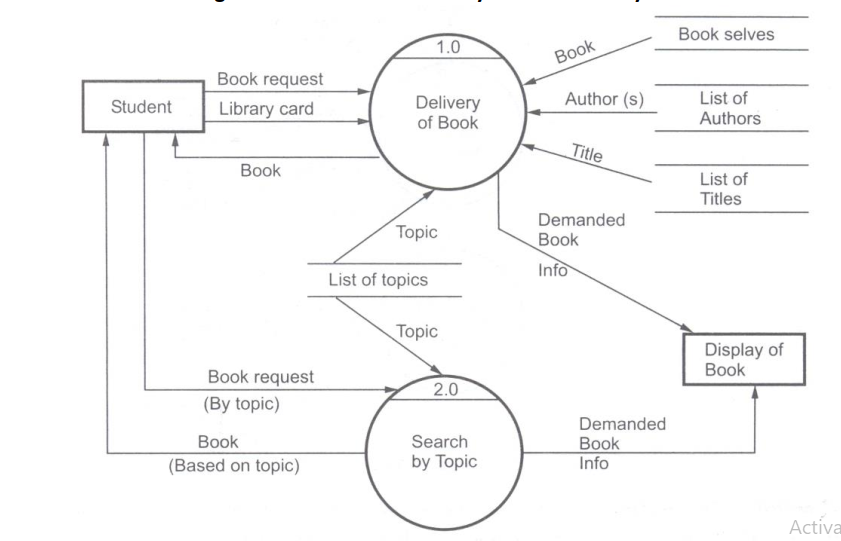 1.0
Book
Book selves
Book request
Student
Library card
Delivery
of Book
Author (s)
List of
Authors
Book
Title
List of
Titles
Topic
Demanded
Book
Info
List of topics
Topic
Display of
Book
Book request
(By topic)
2.0
Book
(Based on topic)
Search
by Topic
Demanded
Book
Info
Activa